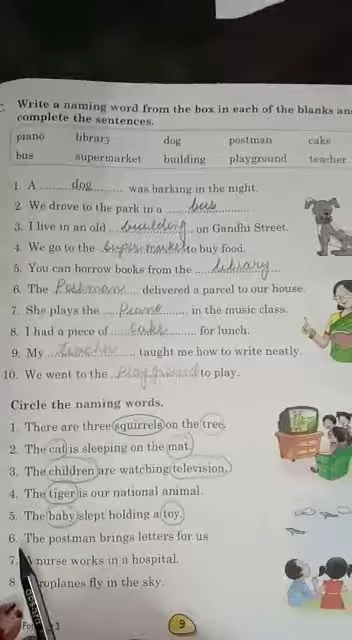 Write a naming word from the box in each of the blanks an
complete the sentences.
piano library dog postman cake
bus supermarket building playground teacher
1. A dog was barking in the night.
2. We drove to the park in a bus
3. I live in an old building on Gandhi Street.
4. We go to the Supermarket to buy food.
5. You can borrow books from the library
6. The Postman delivered a parcel to our house.
7. She plays the Peano in the music class.
8. I had a piece of cake for lunch.
9. My teacher taught me how to write neatly.
10. We went to the playground to play.
Circle the naming words.
1. There are three squirrels on the tree.
2. The cat is sleeping on the mat.
3. The children are watching television.
4. The tiger is our national animal.
5. The baby slept holding a toy.
6. The postman brings letters for us
7. nurse works in a hospital.
8 roplanes fly in the sky.
1
9